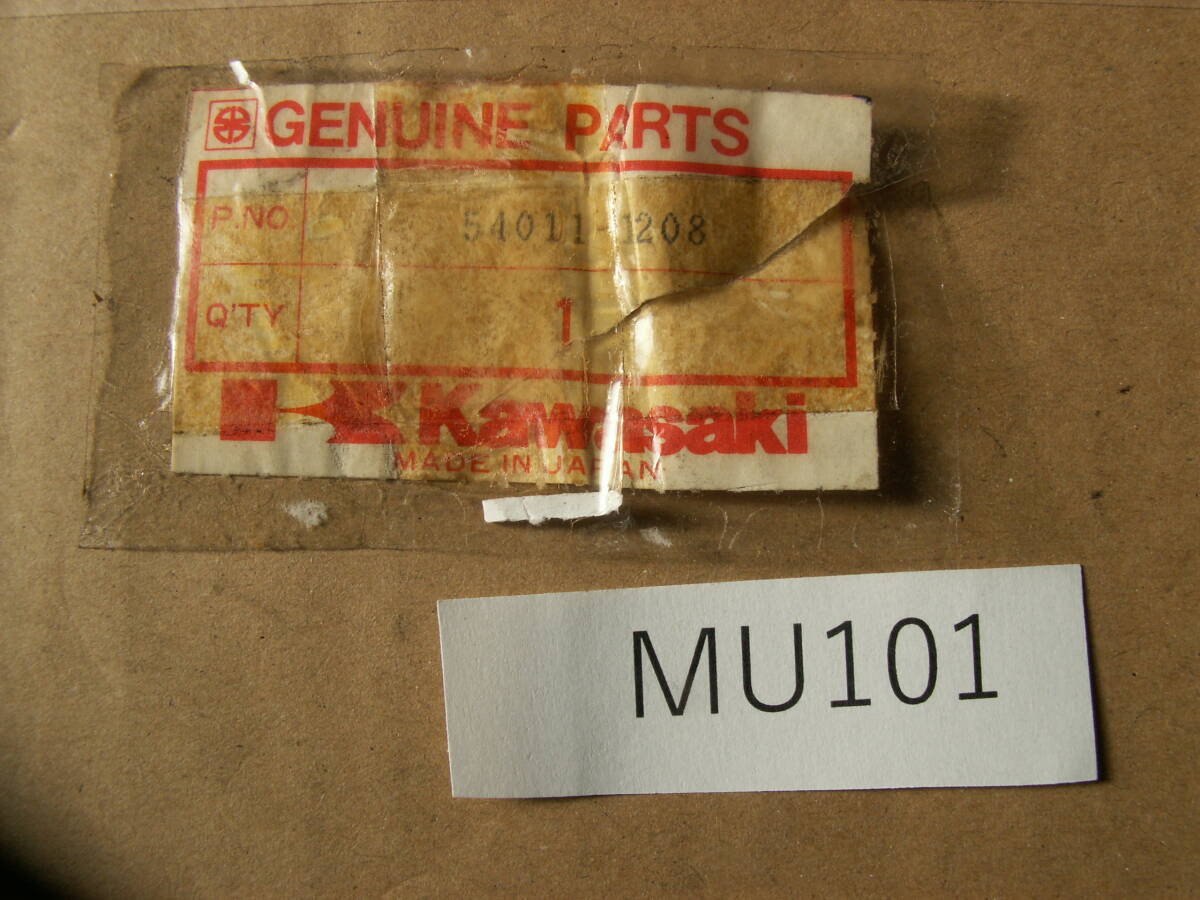 GENUINE PARTS
P.NO. 54011-1208
Q'TY 1
Kawasaki
MADE IN JAPAN
MU101